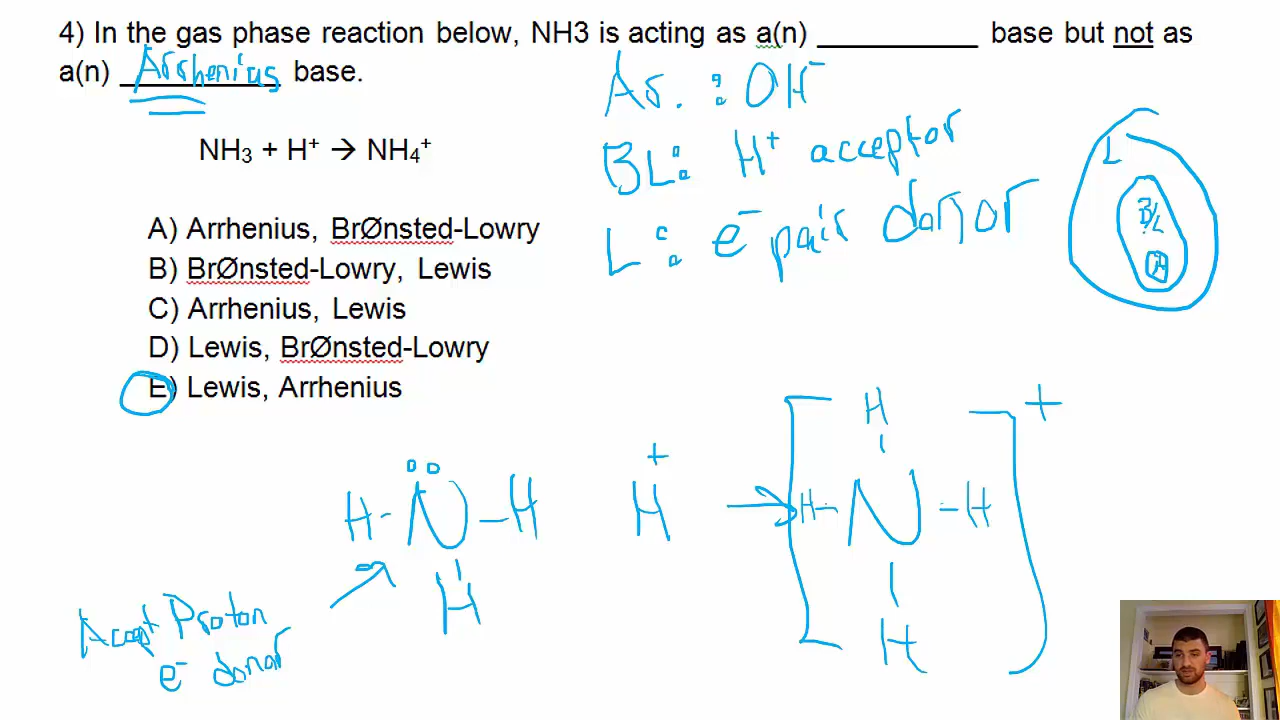 4) In the gas phase reaction below, NH3 is acting as a(n) __________ base but not as
a(n) Arrhenius base.
NH₃ + H⁺ → NH₄⁺
A) Arrhenius, BrØnsted-Lowry
B) BrØnsted-Lowry, Lewis
C) Arrhenius, Lewis
D) Lewis, BrØnsted-Lowry
E) Lewis, Arrhenius
Ar. : OH⁻
BL: H⁺ acceptor
L: e⁻ pair donor
L
B/L
A
H-N-H
H
H⁺ →
[H
H-N-H
H]⁺
Accept Proton
e⁻ donor